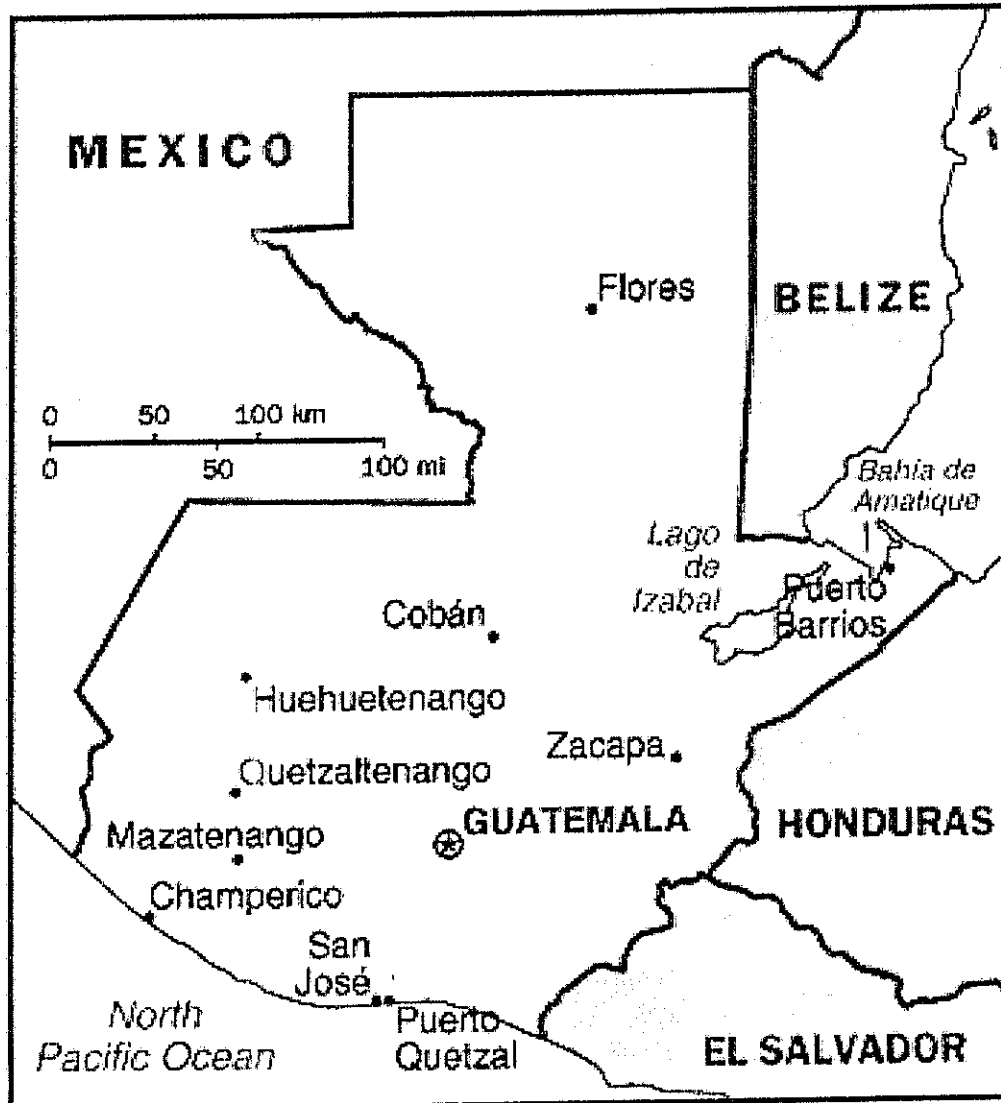 MEXICO
Flores
BELIZE
0 50 100 km
0 50 100 mi
Bahia de
Amatique
Lago
de
Izabal
Puerto
Barrios
Cobán
Huehuetenango
Zacapa
Quetzaltenango
GUATEMALA
HONDURAS
Mazatenango
Champerico
San
José
Puerto
Quetzal
North
Pacific Ocean
EL SALVADOR